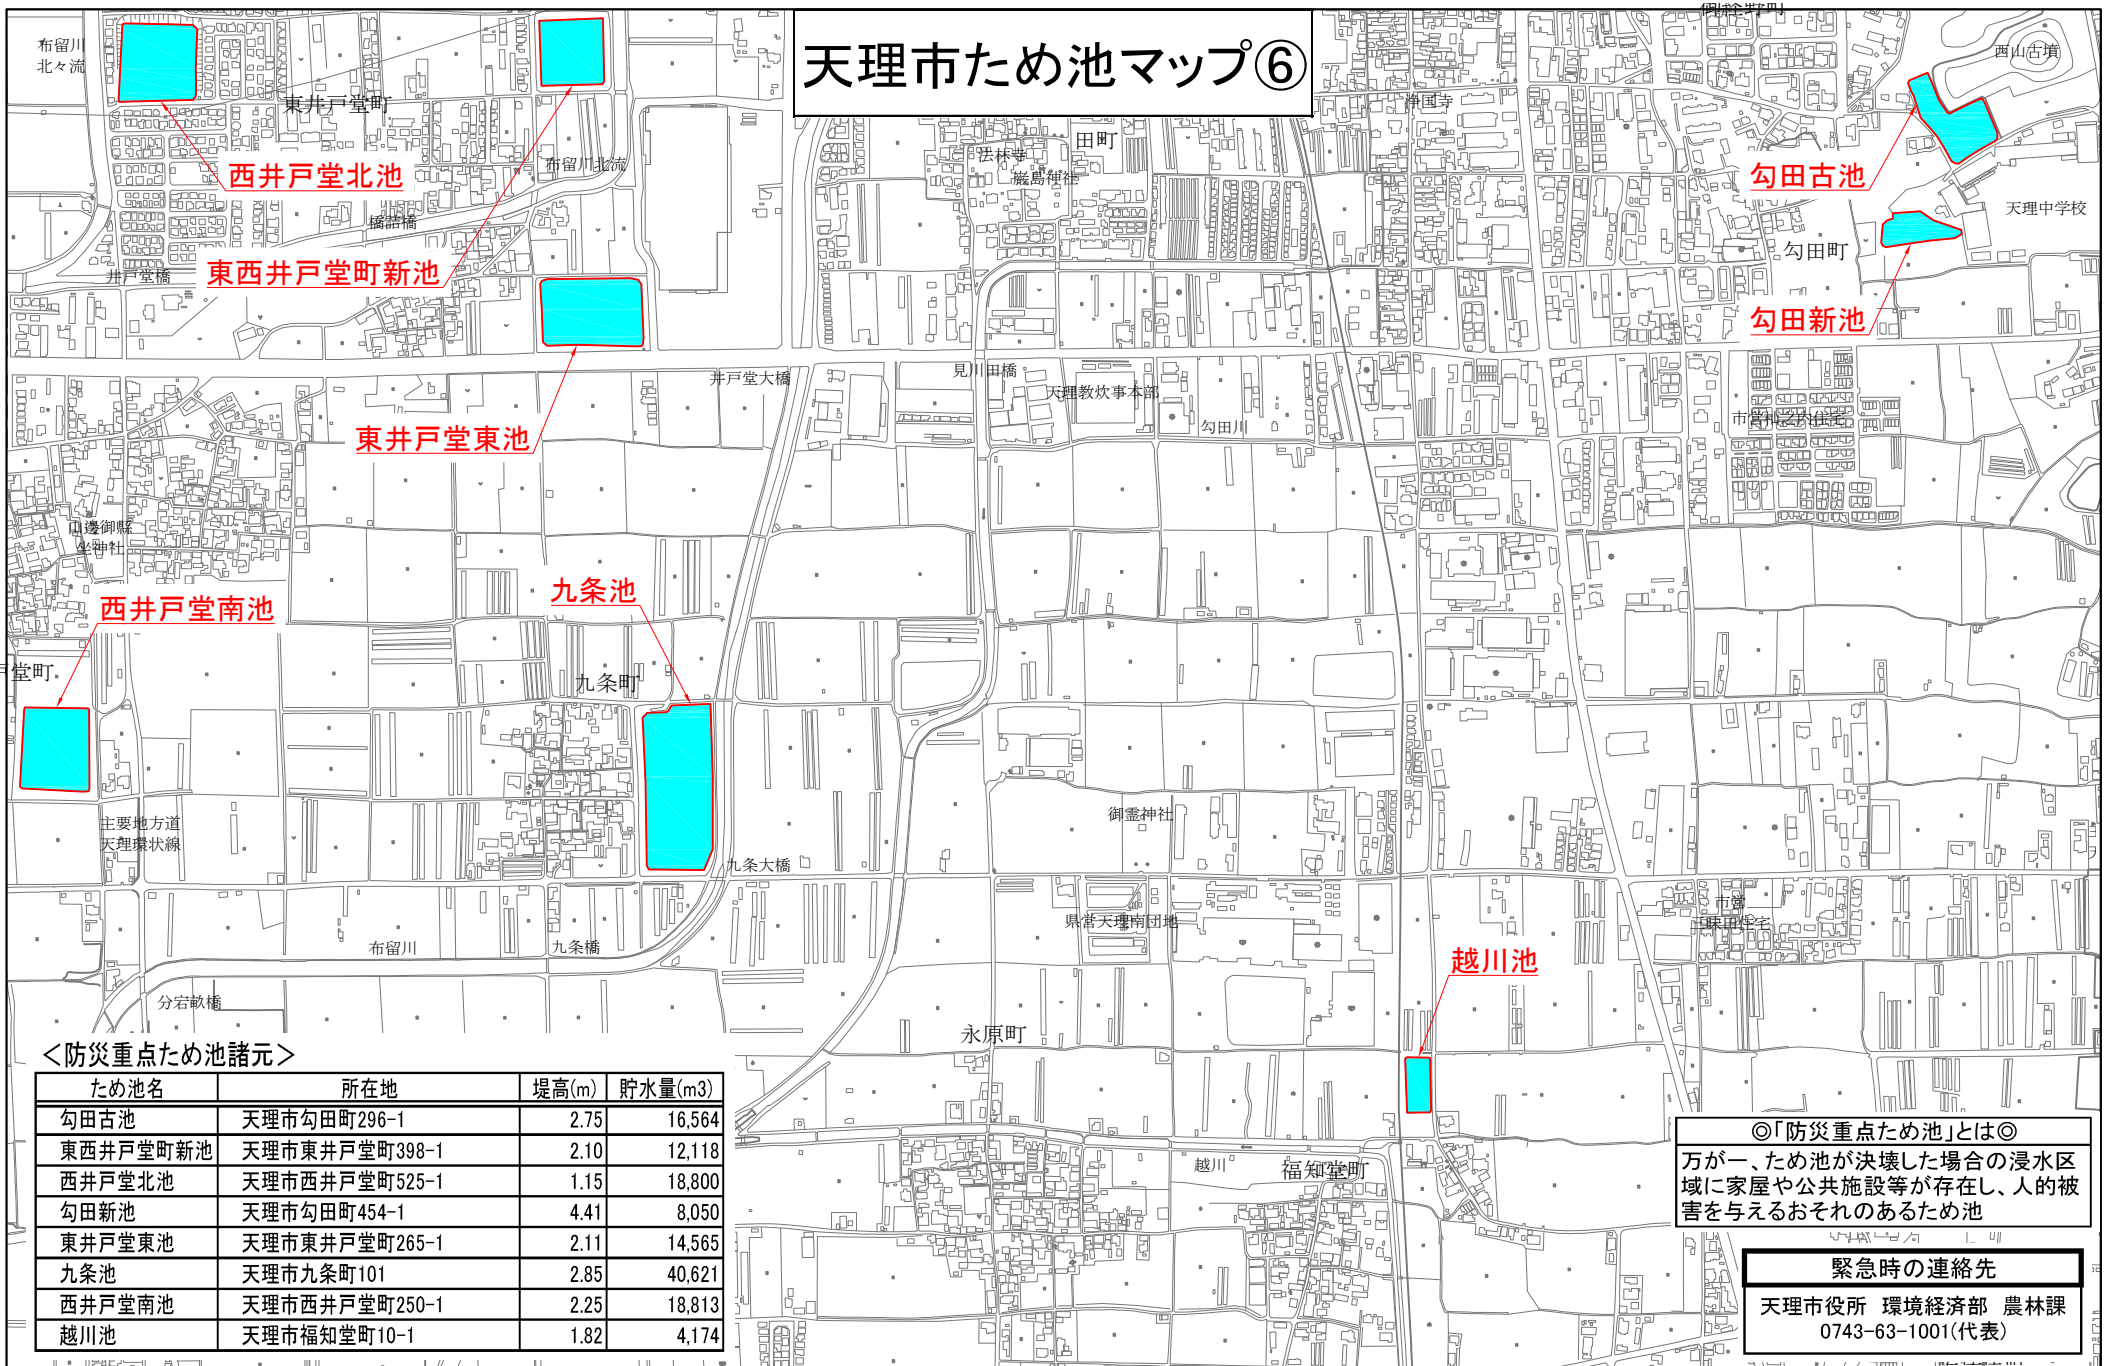 天理市ため池マップ⑥
布留川
北々流
東井戸堂町
西井戸堂北池
布留川北流
橋詰橋
東西井戸堂町新池
井戸堂橋
田町
法林寺
厳島神社
浄国寺
西山古墳
勾田古池
天理中学校
勾田町
勾田新池
井戸堂大橋
見川田橋
天理教炊事本部
勾田川
東井戸堂東池
山邊御縣
坐神社
西井戸堂南池
九条池
戸堂町
九条町
主要地方道
天理環状線
御霊神社
九条大橋
県営天理南団地
市営
三昧田住宅
布留川
九条橋
越川池
永原町
越川
福知堂町
＜防災重点ため池諸元＞
ため池名 所在地 堤高(m) 貯水量(m3)
勾田古池 天理市勾田町296-1 2.75 16,564
東西井戸堂町新池 天理市東井戸堂町398-1 2.10 12,118
西井戸堂北池 天理市西井戸堂町525-1 1.15 18,800
勾田新池 天理市勾田町454-1 4.41 8,050
東井戸堂東池 天理市東井戸堂町265-1 2.11 14,565
九条池 天理市九条町101 2.85 40,621
西井戸堂南池 天理市西井戸堂町250-1 2.25 18,813
越川池 天理市福知堂町10-1 1.82 4,174
◎「防災重点ため池」とは◎
万が一、ため池が決壊した場合の浸水区
域に家屋や公共施設等が存在し、人的被
害を与えるおそれのあるため池
緊急時の連絡先
天理市役所 環境経済部 農林課
0743-63-1001(代表)